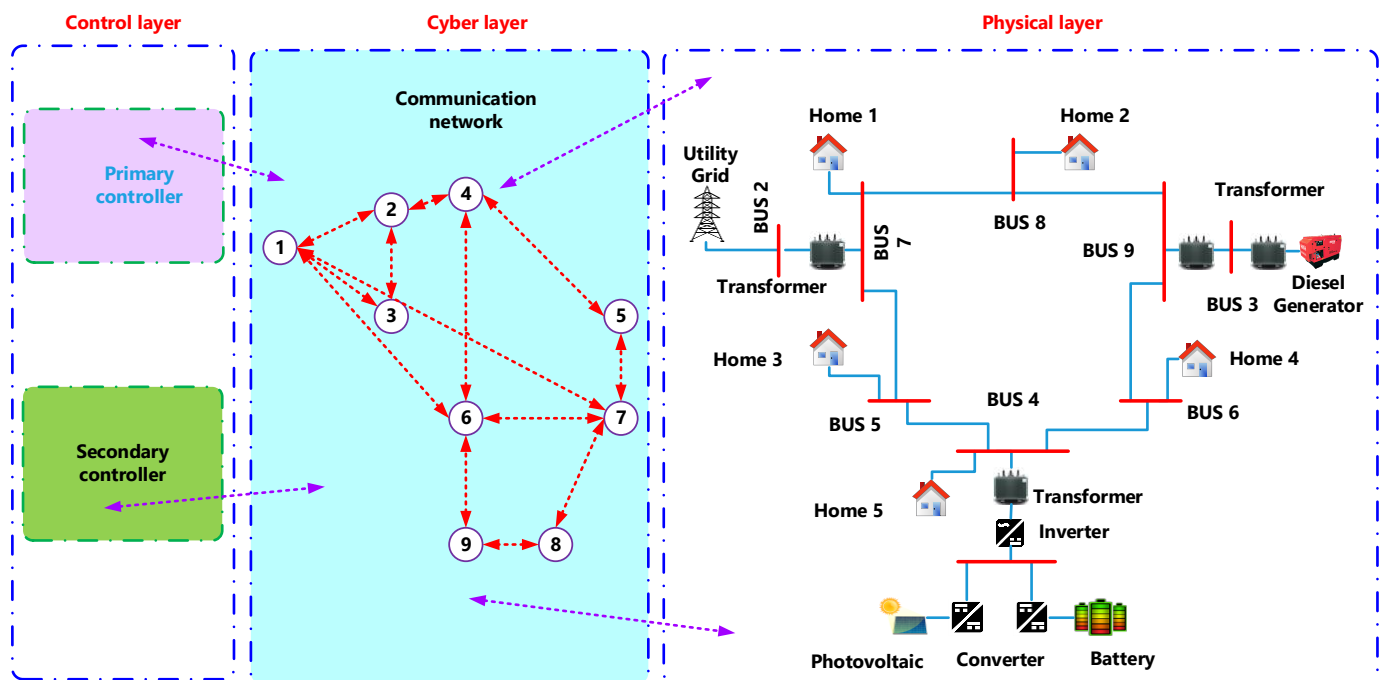 Control layer
Cyber layer
Physical layer
Primary
controller
Secondary
controller
Communication
network
1
2
3
4
5
6
7
8
9
Home 1
Home 2
Utility
Grid
BUS 2
Transformer
BUS
7
BUS 8
BUS 9
Transformer
BUS 3
Diesel
Generator
Home 3
Home 4
BUS 4
BUS 5
BUS 6
Home 5
Transformer
Inverter
Photovoltaic
Converter
Battery